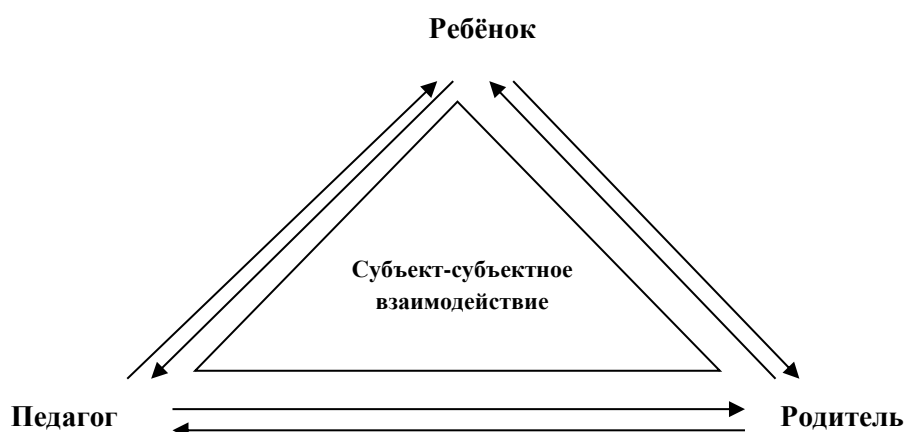 Ребёнок
Субъект-субъектное
взаимодействие
Педагог
Родитель